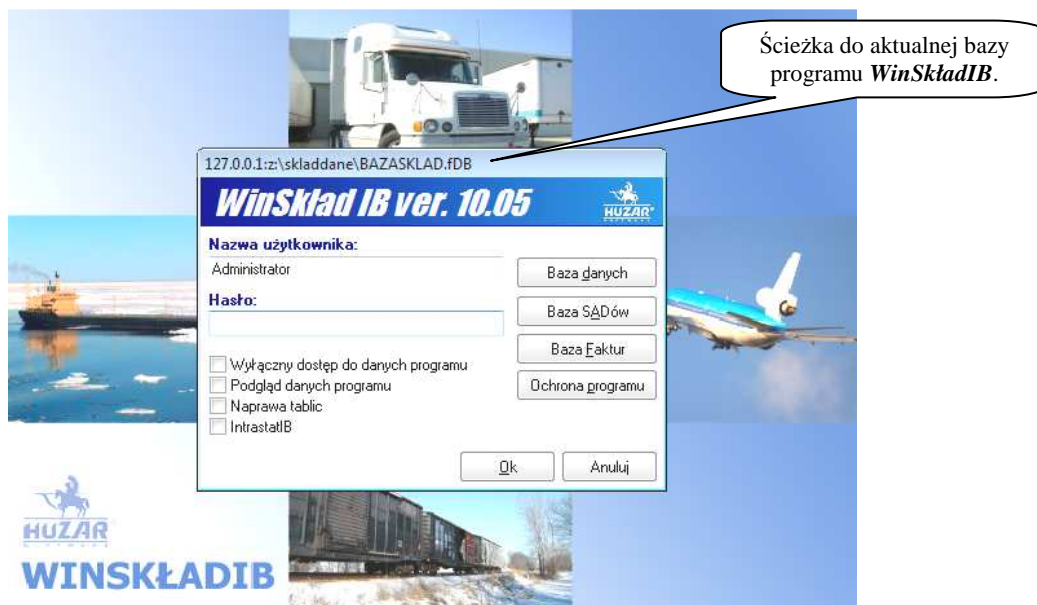 Ścieżka do aktualnej bazy
programu WinSkładIB.
127.0.0.1:z:\skladdane\BAZASKLAD.fDB
WinSkład IB ver. 10.05
HUZAR
Nazwa użytkownika:
Administrator
Baza danych
Hasło:
Baza SADów
Baza Faktur
Wyłączny dostęp do danych programu
Podgląd danych programu
Ochrona programu
Naprawa tablic
IntrastatIB
Ok
Anuluj
HUZAR
WINSKŁADIB